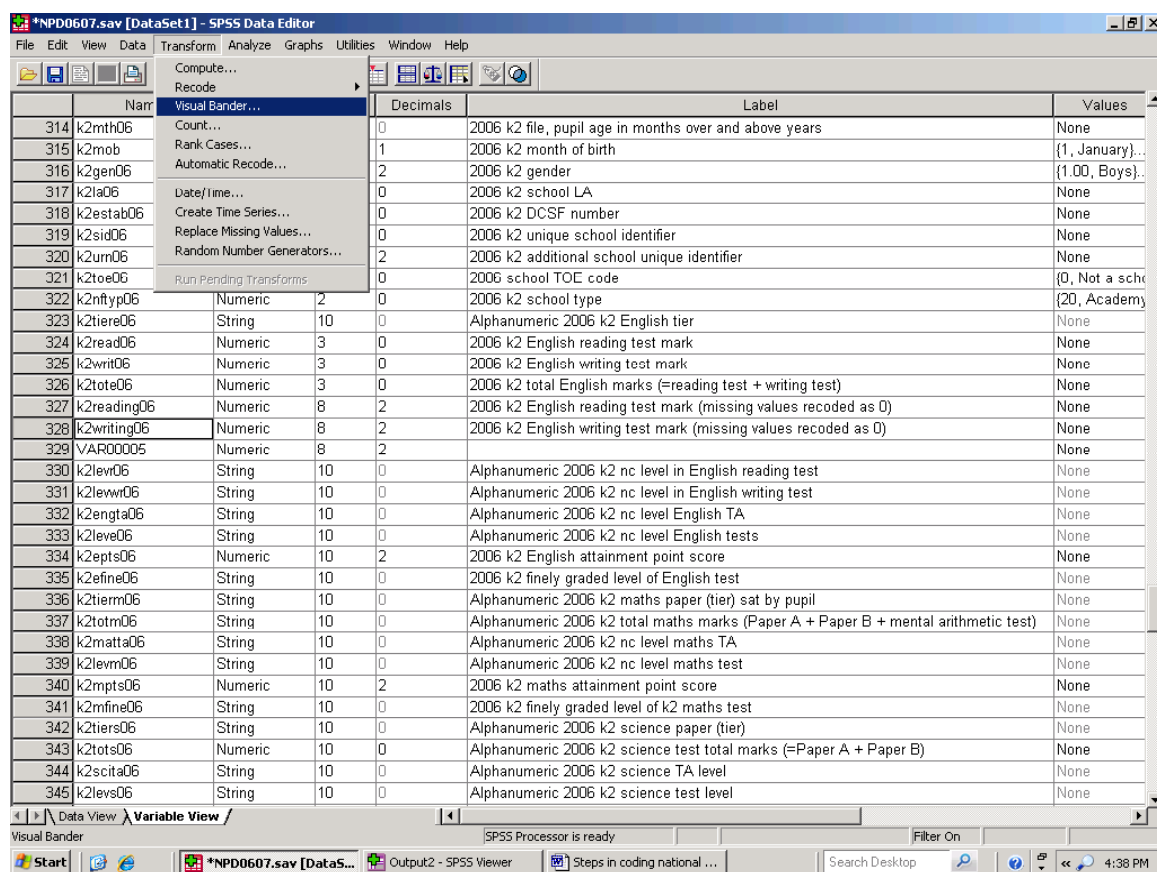 *NPD0607.sav [DataSet1] - SPSS Data Editor
File Edit View Data Transform Analyze Graphs Utilities Window Help
Compute...
Recode
Visual Bander...
Count...
Rank Cases...
Automatic Recode...
Date/Time...
Create Time Series...
Replace Missing Values...
Random Number Generators...
Run Pending Transforms
Nam Decimals Label Values
314 k2mth06 0 2006 k2 file, pupil age in months over and above years None
315 k2mob 1 2006 k2 month of birth {1, January}...
316 k2gen06 2 2006 k2 gender {1.00, Boys}..
317 k2la06 0 2006 k2 school LA None
318 k2estab06 0 2006 k2 DCSF number None
319 k2sid06 0 2006 k2 unique school identifier None
320 k2urn06 2 2006 k2 additional school unique identifier None
321 k2toe06 0 2006 school TOE code {0, Not a scho
322 k2nftyp06 Numeric 2 0 2006 k2 school type {20, Academy
323 k2tiere06 String 10 0 Alphanumeric 2006 k2 English tier None
324 k2read06 Numeric 3 0 2006 k2 English reading test mark None
325 k2writ06 Numeric 3 0 2006 k2 English writing test mark None
326 k2tote06 Numeric 3 0 2006 k2 total English marks (=reading test + writing test) None
327 k2reading06 Numeric 8 2 2006 k2 English reading test mark (missing values recoded as 0) None
328 k2writing06 Numeric 8 2 2006 k2 English writing test mark (missing values recoded as 0) None
329 VAR00005 Numeric 8 2 None
330 k2levr06 String 10 0 Alphanumeric 2006 k2 nc level in English reading test None
331 k2levwr06 String 10 0 Alphanumeric 2006 k2 nc level in English writing test None
332 k2engta06 String 10 0 Alphanumeric 2006 k2 nc level English TA None
333 k2leve06 String 10 0 Alphanumeric 2006 k2 nc level English tests None
334 k2epts06 Numeric 10 2 2006 k2 English attainment point score None
335 k2efine06 String 10 0 2006 k2 finely graded level of English test None
336 k2tierm06 String 10 0 Alphanumeric 2006 k2 maths paper (tier) sat by pupil None
337 k2totm06 String 10 0 Alphanumeric 2006 k2 total maths marks (Paper A + Paper B + mental arithmetic test) None
338 k2matta06 String 10 0 Alphanumeric 2006 k2 nc level maths TA None
339 k2levm06 String 10 0 Alphanumeric 2006 k2 nc level maths test None
340 k2mpts06 Numeric 10 2 2006 k2 maths attainment point score None
341 k2mfine06 String 10 0 2006 k2 finely graded level of k2 maths test None
342 k2tiers06 String 10 0 Alphanumeric 2006 k2 science paper (tier) None
343 k2tots06 Numeric 10 0 Alphanumeric 2006 k2 science test total marks (=Paper A + Paper B) None
344 k2scita06 String 10 0 Alphanumeric 2006 k2 science TA level None
345 k2levs06 String 10 0 Alphanumeric 2006 k2 science test level None
Data View Variable View
Visual Bander SPSS Processor is ready Filter On
Start *NPD0607.sav [DataS... Output2 - SPSS Viewer Steps in coding national ... Search Desktop « 4:38 PM